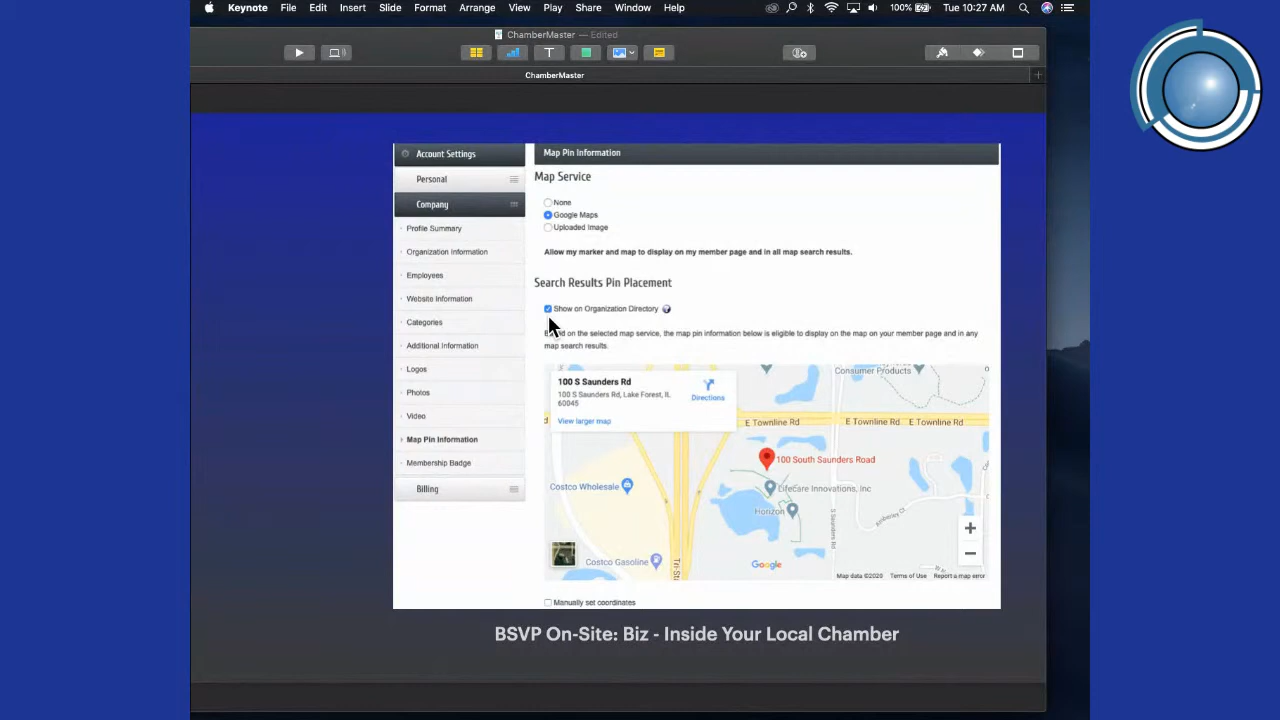 Keynote File Edit Insert Slide Format Arrange View Play Share Window Help 100% Tue 10:27 AM
ChamberMaster — Edited
ChamberMaster
Account Settings
Personal
Company
Profile Summary
Organization Information
Employees
Website Information
Categories
Additional Information
Logos
Photos
Video
Map Pin Information
Membership Badge
Billing
Map Pin Information
Map Service
None
Google Maps
Uploaded Image
Allow my marker and map to display on my member page and in all map search results.
Search Results Pin Placement
Show on Organization Directory
on the selected map service, the map pin information below is eligible to display on the map on your member page and in any
map search results.
100 S Saunders Rd
100 S Saunders Rd, Lake Forest, IL
60045
Directions
View larger map
Consumer Products
E Townline Rd E Townline Rd E Townline Rd
100 South Saunders Road
Costco Wholesale
LifeCare Innovations, Inc
Horizon
S Saunders Rd
Kimberley Ct
Costco Gasoline
Tri-Sta
Google
Map data ©2020 Terms of Use Report a map error
Manually set coordinates
BSVP On-Site: Biz - Inside Your Local Chamber